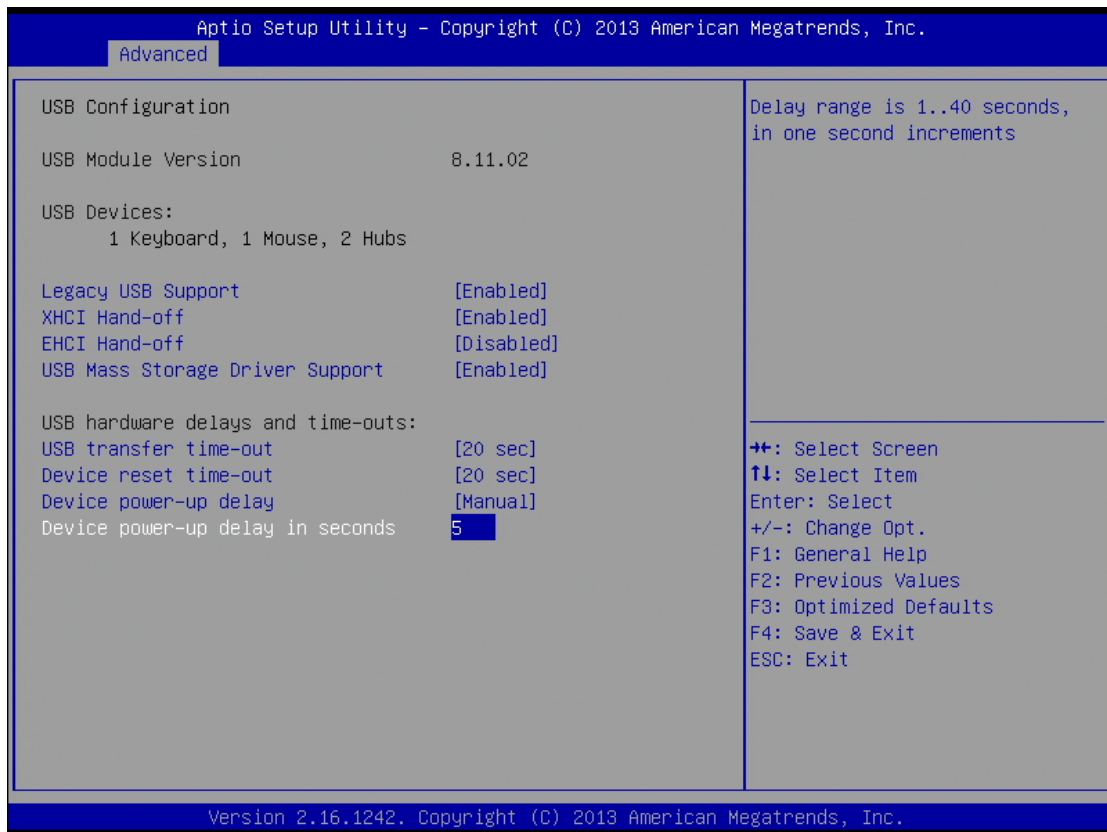 Aptio Setup Utility – Copyright (C) 2013 American Megatrends, Inc.
Advanced
USB Configuration
USB Module Version 8.11.02
USB Devices:
1 Keyboard, 1 Mouse, 2 Hubs
Legacy USB Support [Enabled]
XHCI Hand-off [Enabled]
EHCI Hand-off [Disabled]
USB Mass Storage Driver Support [Enabled]
USB hardware delays and time-outs:
USB transfer time-out [20 sec]
Device reset time-out [20 sec]
Device power-up delay [Manual]
Device power-up delay in seconds 5
Delay range is 1..40 seconds,
in one second increments
→←: Select Screen
↑↓: Select Item
Enter: Select
+/-: Change Opt.
F1: General Help
F2: Previous Values
F3: Optimized Defaults
F4: Save & Exit
ESC: Exit
Version 2.16.1242. Copyright (C) 2013 American Megatrends, Inc.